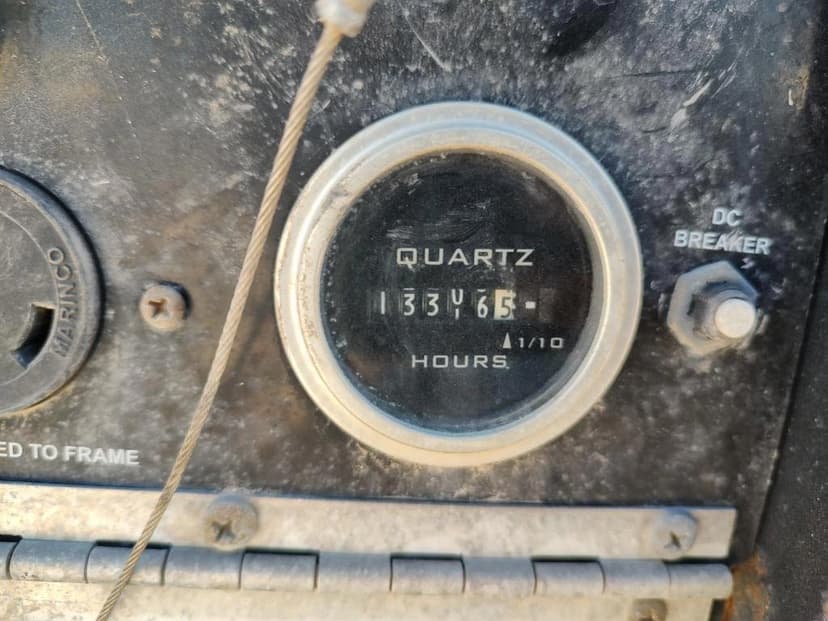 DC
BREAKER
QUARTZ
MARINCO
1/10
HOURS
ED TO FRAME